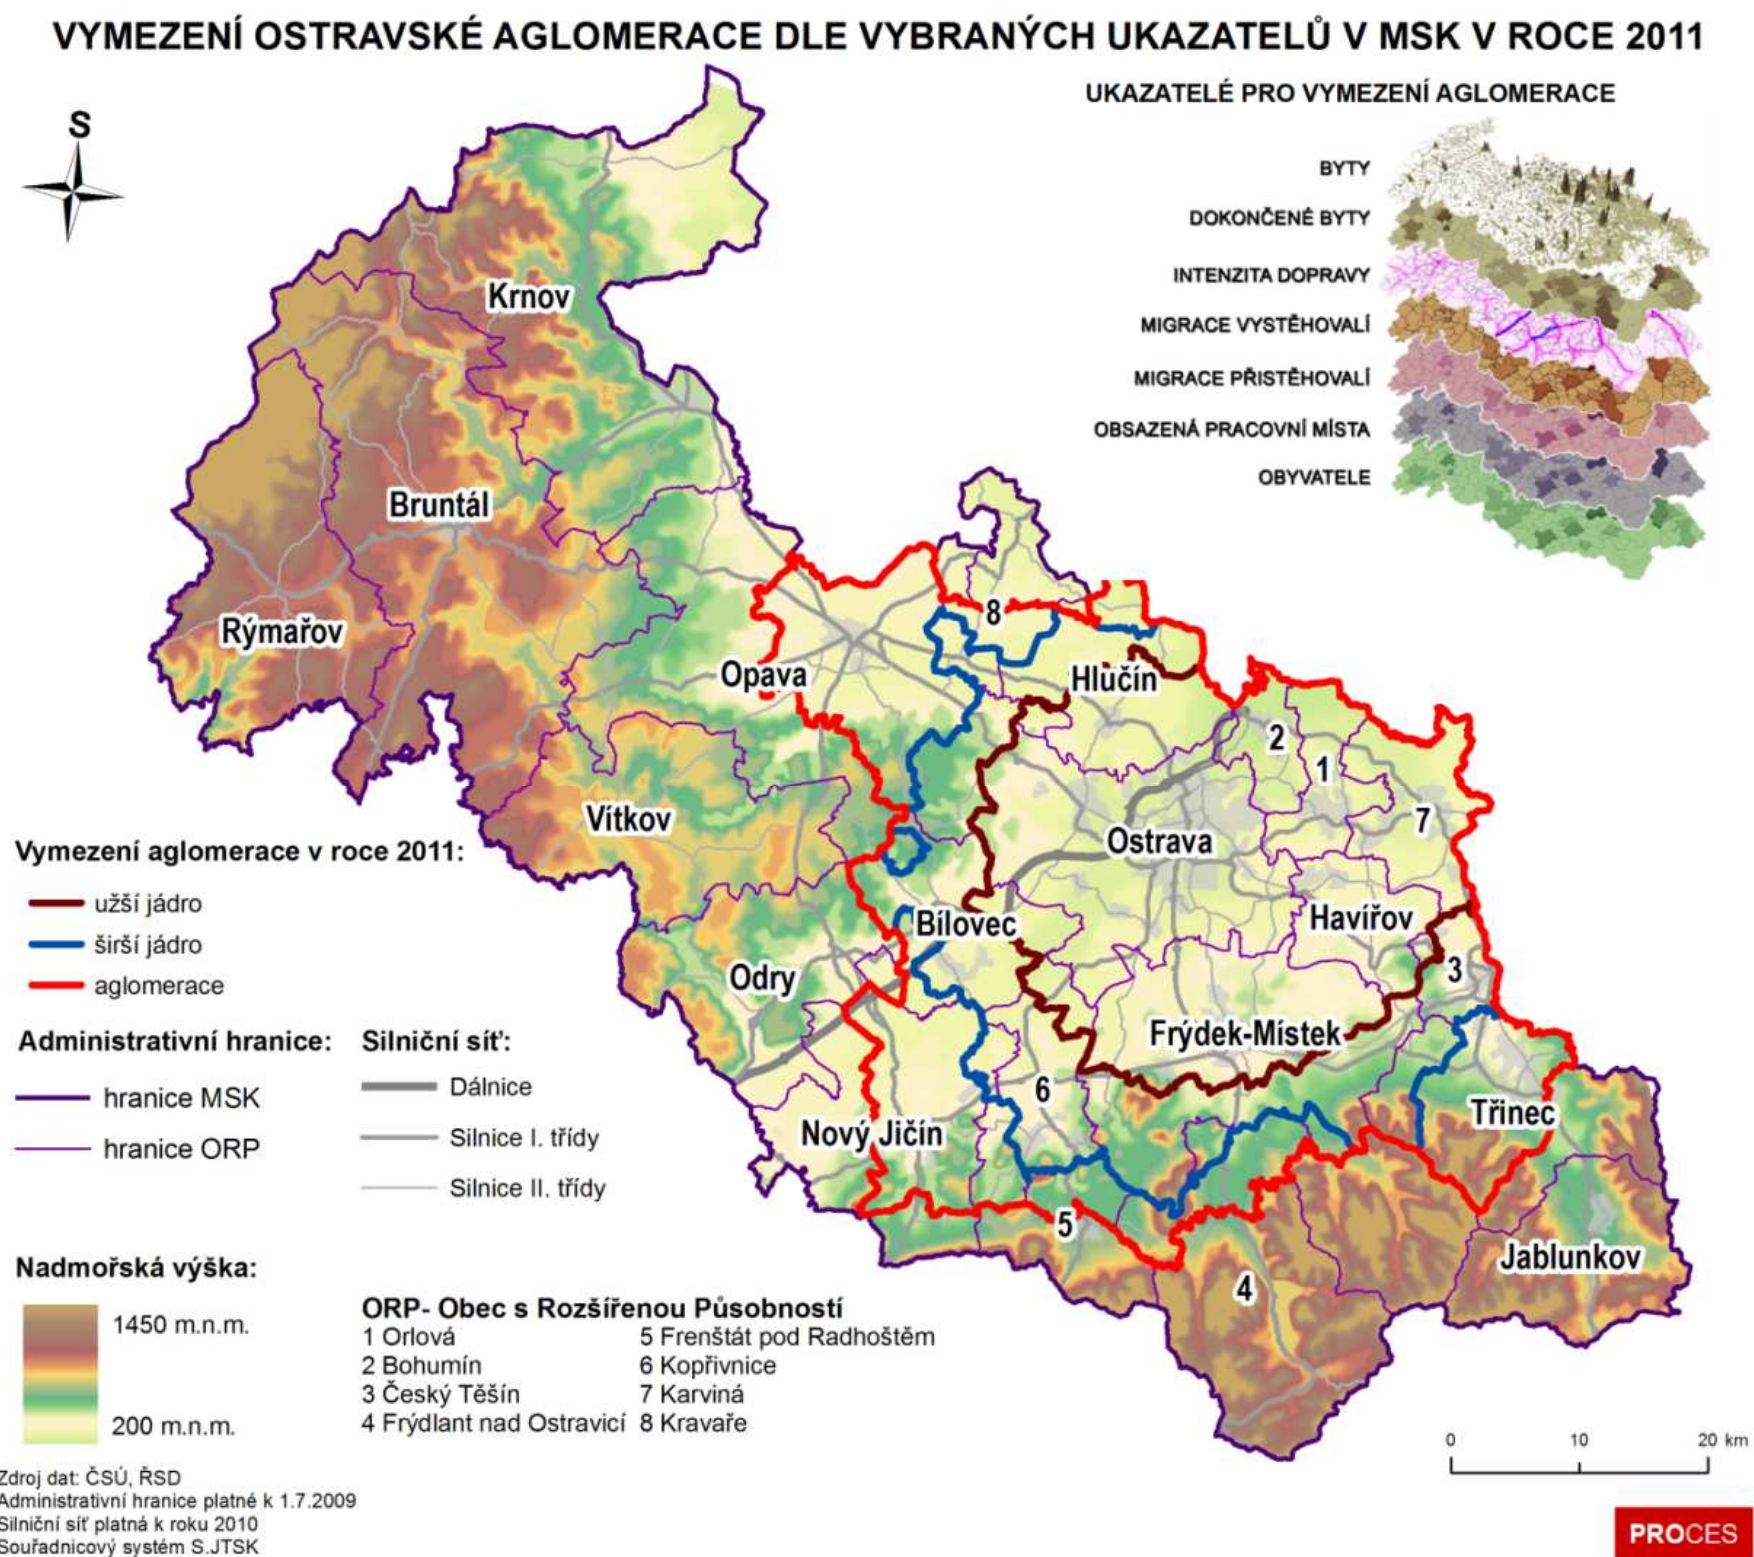 VYMEZENÍ OSTRAVSKÉ AGLOMERACE DLE VYBRANÝCH UKAZATELŮ V MSK V ROCE 2011
UKAZATELÉ PRO VYMEZENÍ AGLOMERACE
S
BYTY
DOKONČENÉ BYTY
INTENZITA DOPRAVY
MIGRACE VYSTĚHOVALÍ
MIGRACE PŘISTĚHOVALÍ
OBSAZENÁ PRACOVNÍ MÍSTA
OBYVATELE
Krnov
Bruntál
Rýmařov
8
Opava
Hlučín
2
1
Vítkov
7
Ostrava
Bílovec
Havířov
Odry
3
Frýdek-Místek
6
Třinec
Nový Jičín
5
Jablunkov
4
Vymezení aglomerace v roce 2011:
užší jádro
širší jádro
aglomerace
Administrativní hranice:
hranice MSK
hranice ORP
Silniční síť:
Dálnice
Silnice I. třídy
Silnice II. třídy
Nadmořská výška:
1450 m.n.m.
200 m.n.m.
ORP- Obec s Rozšířenou Působností
1 Orlová
2 Bohumín
3 Český Těšín
4 Frýdlant nad Ostravicí
5 Frenštát pod Radhoštěm
6 Kopřivnice
7 Karviná
8 Kravaře
0 10 20 km
Zdroj dat: ČSÚ, ŘSD
Administrativní hranice platné k 1.7.2009
Silniční síť platná k roku 2010
Souřadnicový systém S.JTSK
PROCES